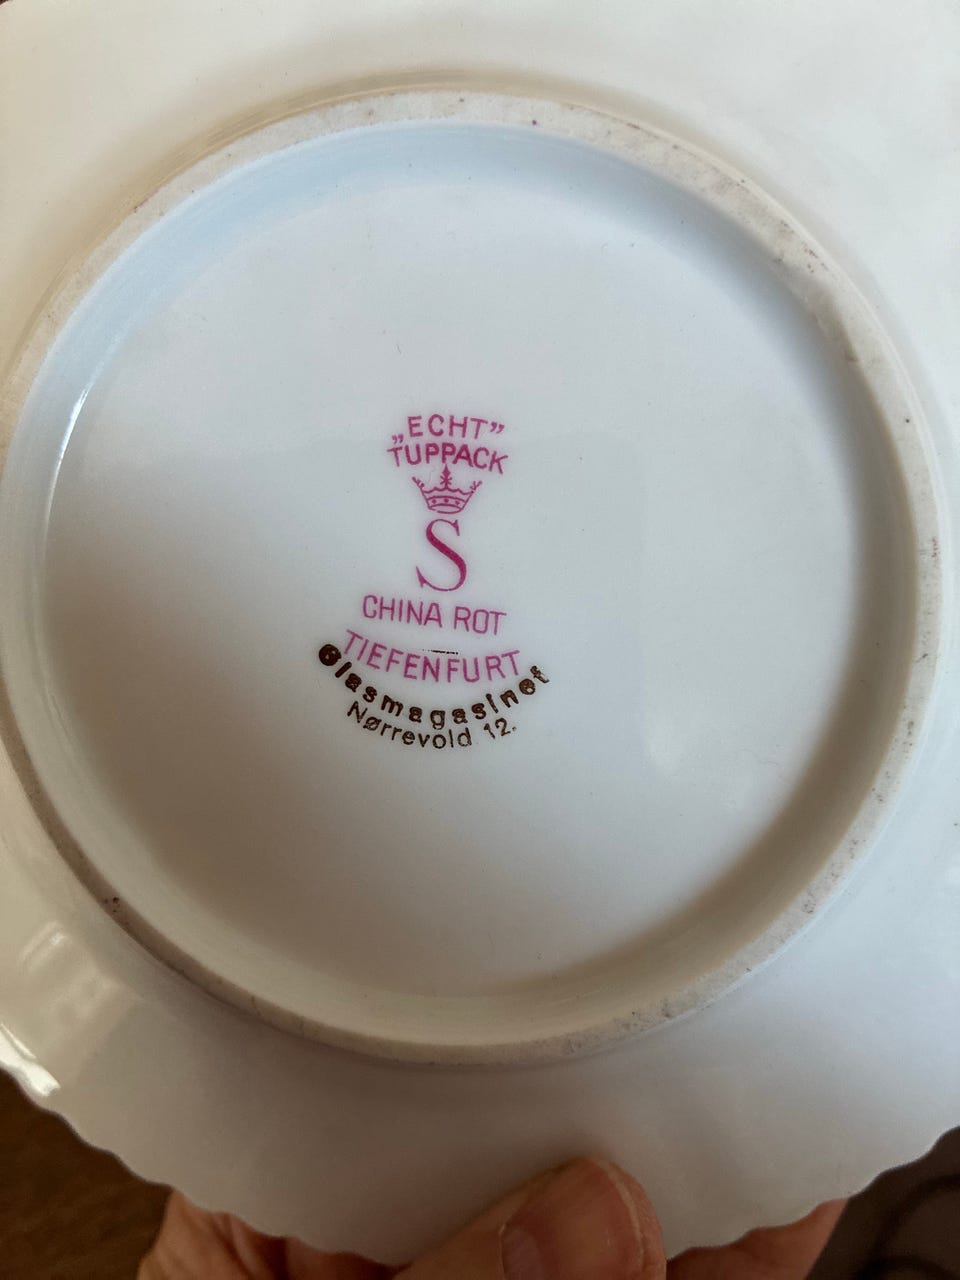 „ECHT”
TUPPACK
S
CHINA ROT
TIEFENFURT
Glasmagasinet
Nørrevold 12.